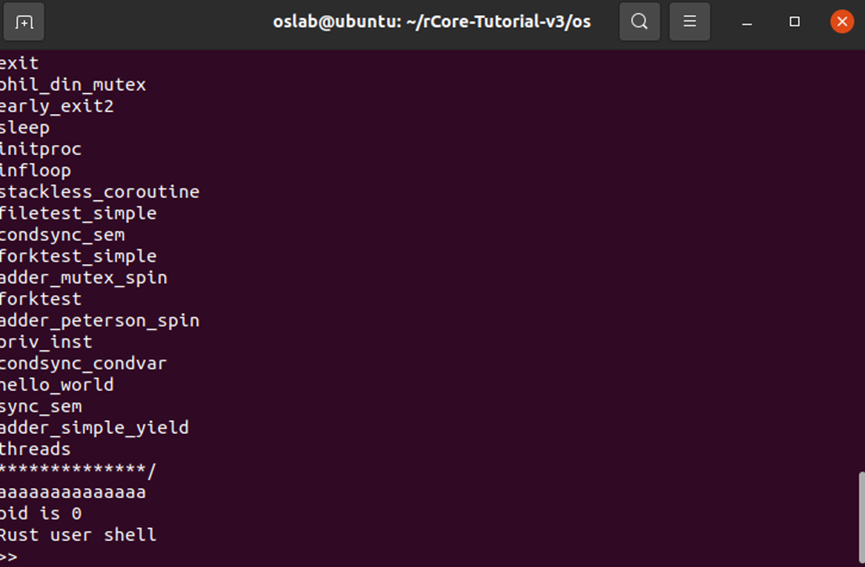 oslab@ubuntu: ~/rCore-Tutorial-v3/os
exit
phil_din_mutex
early_exit2
sleep
initproc
infloop
stackless_coroutine
filetest_simple
condsync_sem
forktest_simple
adder_mutex_spin
forktest
adder_peterson_spin
priv_inst
condsync_condvar
hello_world
sync_sem
adder_simple_yield
threads
**************/
aaaaaaaaaaaaaa
pid is 0
Rust user shell
>>